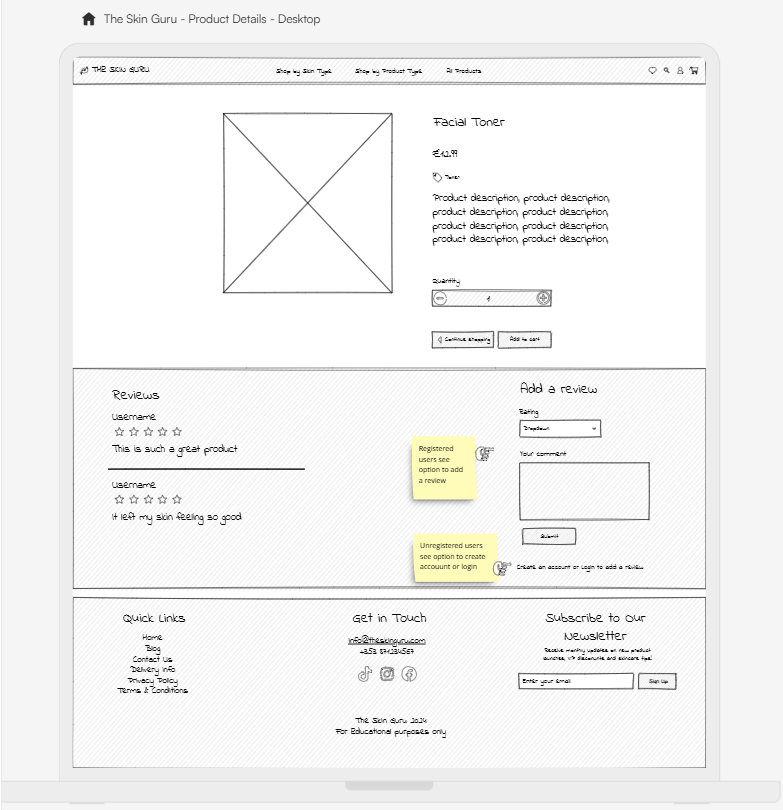 The Skin Guru - Product Details - Desktop
THE SKIN GURU
Shop by Skin Type
Shop by Product Type
All Products
Facial Toner
€12.99
Toner
Product description, product description,
product description, product description,
product description, product description,
product description, product description,
Quantity
1
Continue shopping
Add to cart
Reviews
Username
This is such a great product
Username
It left my skin feeling so good
Registered
users see
option to add
a review
Unregistered users
see option to create
accouunt or login
Add a review
Rating
Dropdown
Your comment
Submit
Create an account or Login to add a review
Quick Links
Home
Blog
Contact Us
Delivery Info
Privacy Policy
Terms & Conditions
Get in Touch
info@theskinguru.com
+353 871234567
The Skin Guru 2024
For Educational purposes only
Subscribe to Our
Newsletter
Receive monthly updates on new product
launches, VIP discounts and skincare tips!
Enter your Email
Sign Up